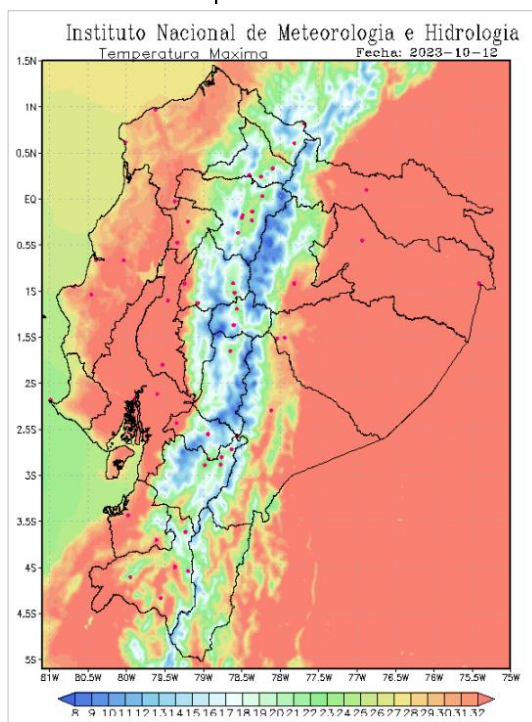 Instituto Nacional de Meteorologia e Hidrologia
Temperatura Maxima
Fecha: 2023-10-12
1.5N
1N
0.5N
EQ
0.5S
1S
1.5S
2S
2.5S
3S
3.5S
4S
4.5S
5S
81W 80.5W 80W 79.5W 79W 78.5W 78W 77.5W 77W 76.5W 76W 75.5W 75W
8 9 10 11 12 13 14 15 16 17 18 19 20 21 22 23 24 25 26 27 28 29 30 31 32